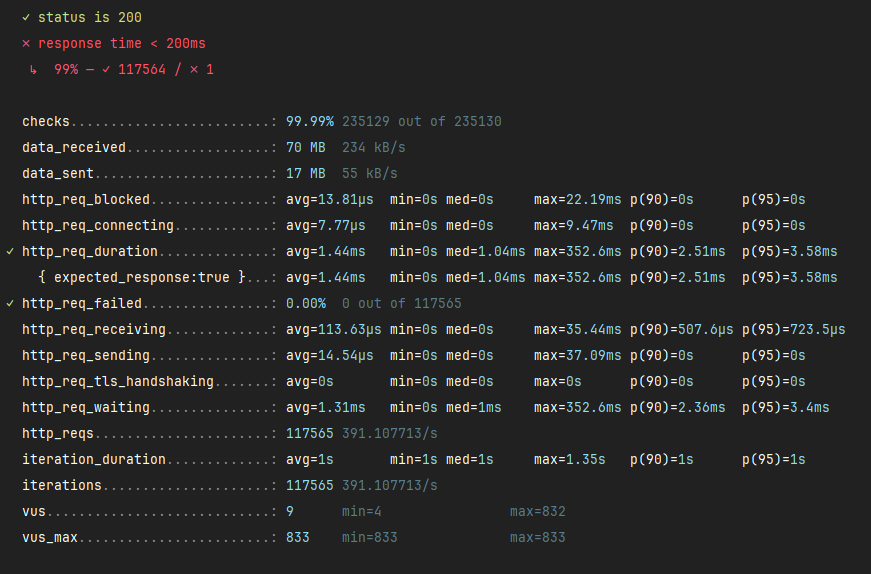 ✓ status is 200
✗ response time < 200ms
↳  99% — ✓ 117564 / ✗ 1
checks.........................: 99.99% 235129 out of 235130
data_received..................: 70 MB  234 kB/s
data_sent......................: 17 MB  55 kB/s
http_req_blocked...............: avg=13.81µs  min=0s med=0s     max=22.19ms p(90)=0s      p(95)=0s
http_req_connecting............: avg=7.77µs   min=0s med=0s     max=9.47ms  p(90)=0s      p(95)=0s
✓ http_req_duration..............: avg=1.44ms   min=0s med=1.04ms max=352.6ms p(90)=2.51ms  p(95)=3.58ms
{ expected_response:true }...: avg=1.44ms   min=0s med=1.04ms max=352.6ms p(90)=2.51ms  p(95)=3.58ms
✓ http_req_failed................: 0.00%  0 out of 117565
http_req_receiving.............: avg=113.63µs min=0s med=0s     max=35.44ms p(90)=507.6µs p(95)=723.5µs
http_req_sending...............: avg=14.54µs  min=0s med=0s     max=37.09ms p(90)=0s      p(95)=0s
http_req_tls_handshaking.......: avg=0s       min=0s med=0s     max=0s      p(90)=0s      p(95)=0s
http_req_waiting...............: avg=1.31ms   min=0s med=1ms    max=352.6ms p(90)=2.36ms  p(95)=3.4ms
http_reqs......................: 117565 391.107713/s
iteration_duration.............: avg=1s       min=1s med=1s     max=1.35s   p(90)=1s      p(95)=1s
iterations.....................: 117565 391.107713/s
vus............................: 9      min=4                max=832
vus_max........................: 833    min=833              max=833